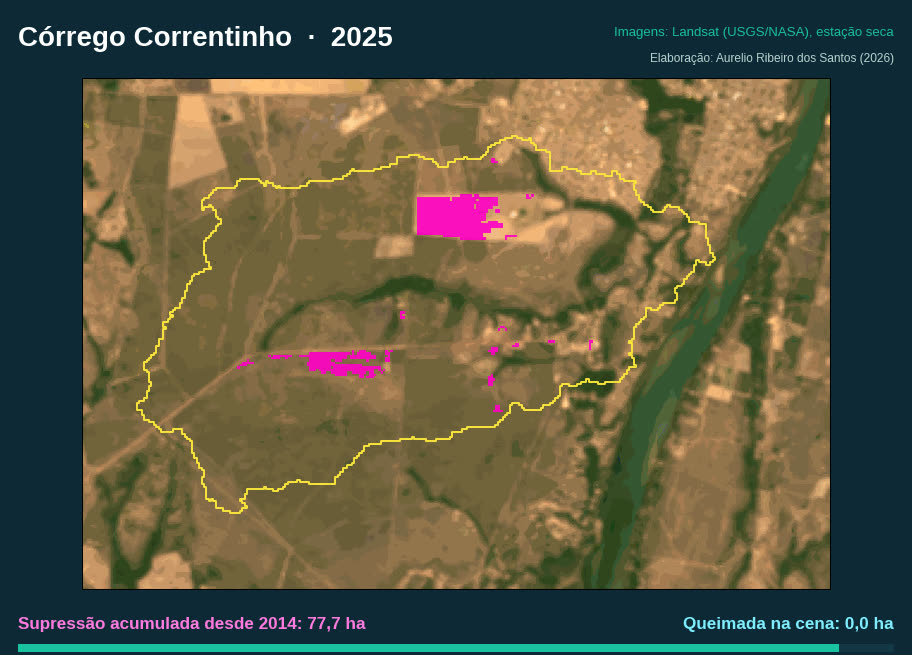 Córrego Correntinho · 2025
Imagens: Landsat (USGS/NASA), estação seca
Elaboração: Aurelio Ribeiro dos Santos (2026)
Supressão acumulada desde 2014: 77,7 ha
Queimada na cena: 0,0 ha